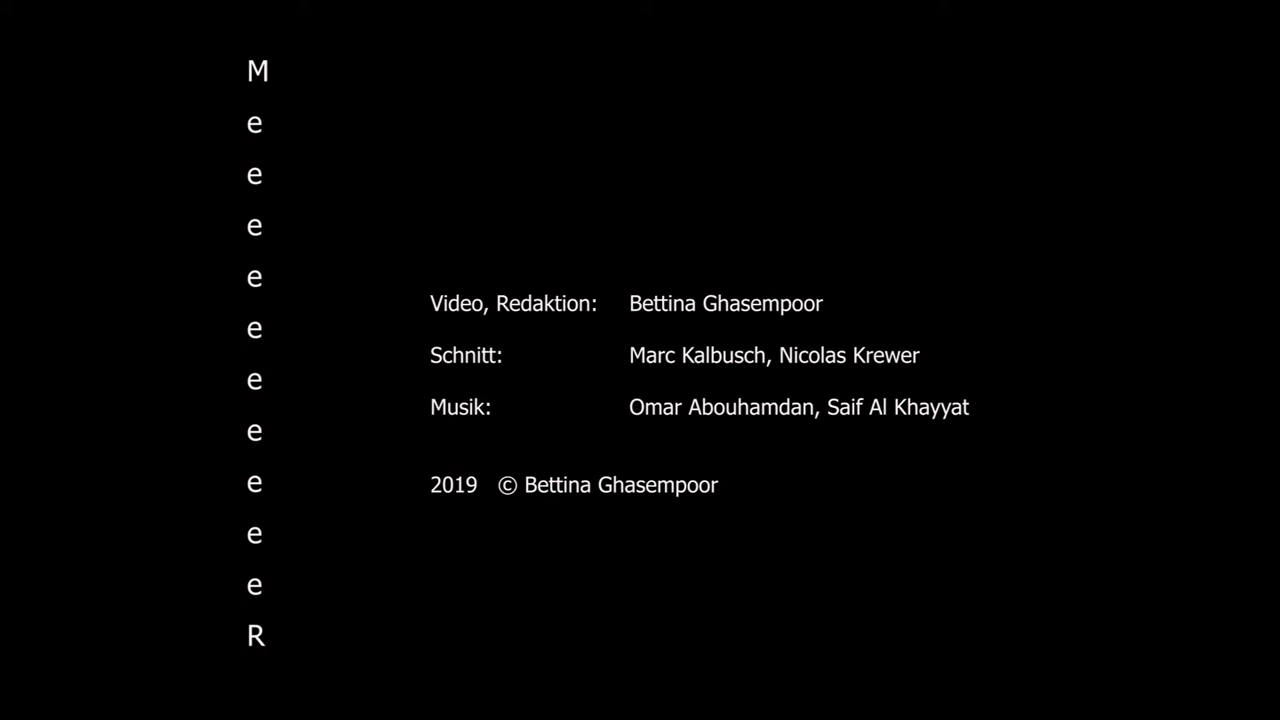 M
e
e
e
e
e
e
e
e
e
e
R
Video, Redaktion: Bettina Ghasempoor
Schnitt: Marc Kalbusch, Nicolas Krewer
Musik: Omar Abouhamdan, Saif Al Khayyat
2019 © Bettina Ghasempoor